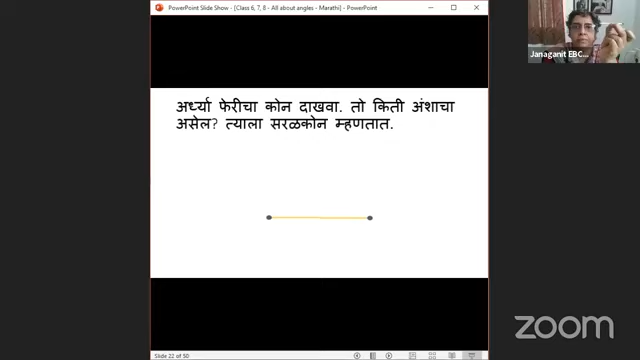 PowerPoint Slide Show - [Class 6, 7, 8 - All about angles - Marathi] - PowerPoint
Janaganit EBC...
अर्ध्या फेरीचा कोन दाखवा. तो किती अंशाचा
असेल? त्याला सरळकोन म्हणतात.
zoom
Slide 22 of 50